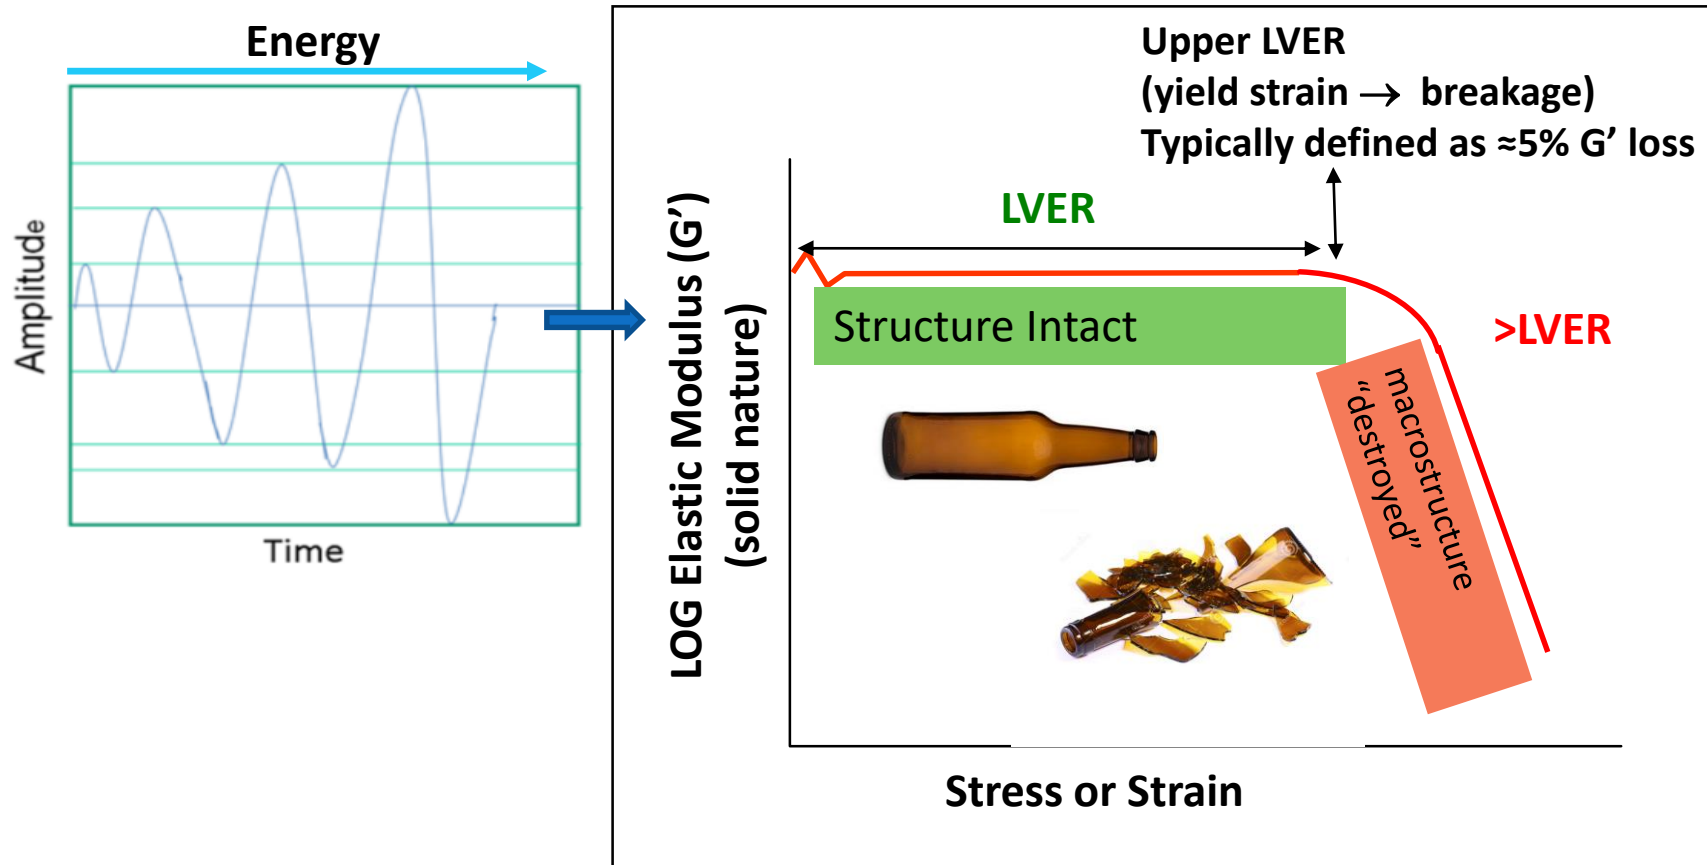 Energy
Amplitude
Time
Upper LVER
(yield strain → breakage)
Typically defined as ≈5% G’ loss
LOG Elastic Modulus (G’)
(solid nature)
LVER
Structure Intact
>LVER
macrostructure
“destroyed”
Stress or Strain